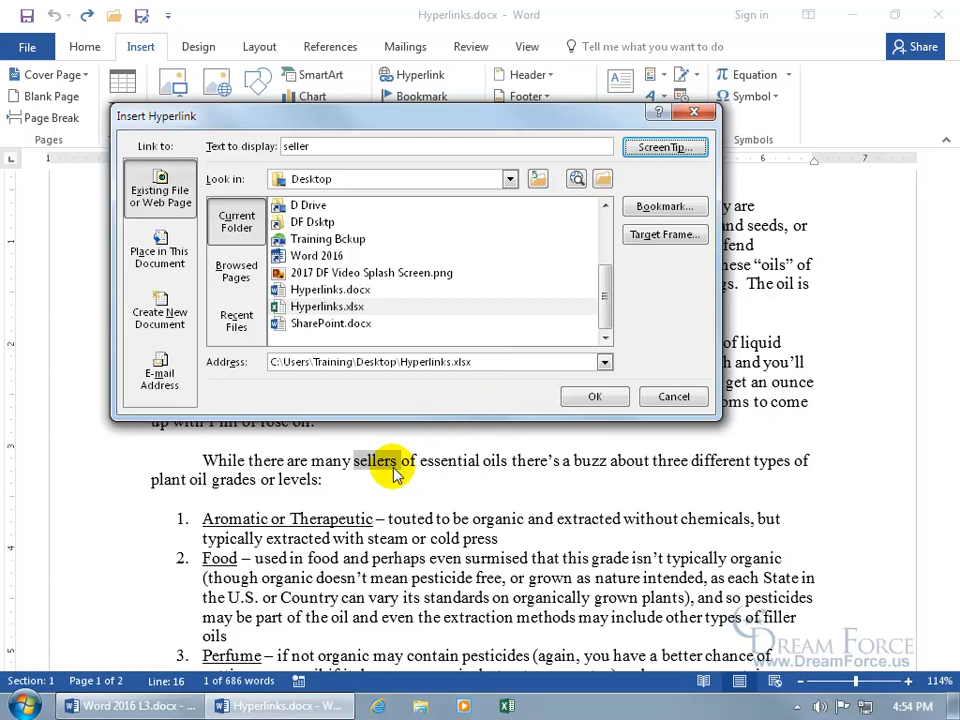 Hyperlinks.docx - Word
Sign in
File Home Insert Design Layout References Mailings Review View Tell me what you want to do Share
Cover Page
Blank Page
Page Break
Pages
SmartArt
Chart
Hyperlink
Bookmark
Header
Footer
Equation
Symbol
Symbols
Insert Hyperlink
Link to:
Text to display: seller
ScreenTip...
Existing File
or Web Page
Place in This
Document
Create New
Document
E-mail
Address
Look in: Desktop
Current
Folder
Browsed
Pages
Recent
Files
D Drive
DF Dsktp
Training Bckup
Word 2016
2017 DF Video Splash Screen.png
Hyperlinks.docx
Hyperlinks.xlsx
SharePoint.docx
Bookmark...
Target Frame...
Address: C:\Users\Training\Desktop\Hyperlinks.xlsx
OK Cancel
1 6 7
y are
nd seeds, or
fend
hese “oils” of
gs. The oil is
of liquid
h and you’ll
get an ounce
oms to come
While there are many sellers of essential oils there’s a buzz about three different types of
plant oil grades or levels:
1. Aromatic or Therapeutic – touted to be organic and extracted without chemicals, but
typically extracted with steam or cold press
2. Food – used in food and perhaps even surmised that this grade isn’t typically organic
(though organic doesn’t mean pesticide free, or grown as nature intended, as each State in
the U.S. or Country can vary its standards on organically grown plants), and so pesticides
may be part of the oil and even the extraction methods may include other types of filler
oils
3. Perfume – if not organic may contain pesticides (again, you have a better chance of
DREAM FORCE
www.DreamForce.us
Section: 1 Page 1 of 2 Line: 16 1 of 686 words 114%
Word 2016 L3.docx - ... Hyperlinks.docx - W... 4:54 PM